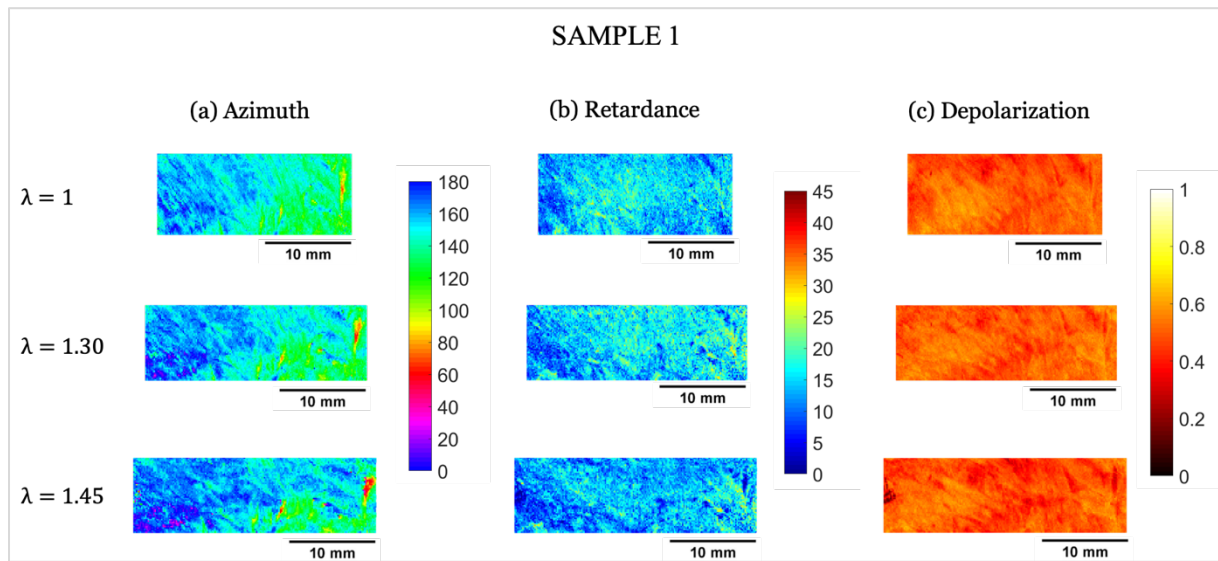 SAMPLE 1
(a) Azimuth
(b) Retardance
(c) Depolarization
λ = 1
10 mm
10 mm
10 mm
λ = 1.30
10 mm
10 mm
10 mm
λ = 1.45
10 mm
10 mm
10 mm
180
160
140
120
100
80
60
40
20
0
45
40
35
30
25
20
15
10
5
0
1
0.8
0.6
0.4
0.2
0